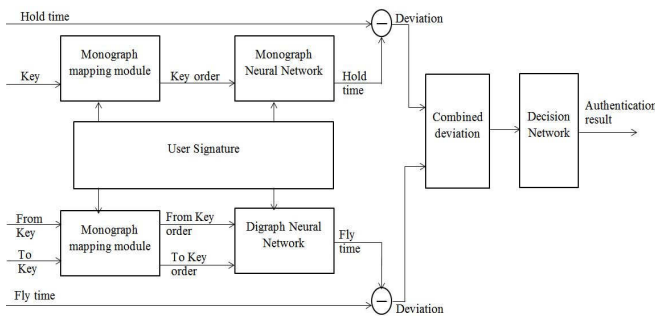 Hold time
Deviation
Monograph
mapping module
Monograph
Neural Network
Key
Key order
Hold
time
Combined
deviation
Decision
Network
Authentication
result
User Signature
From
Key
To
Key
Monograph
mapping module
From Key
order
To Key
order
Digraph Neural
Network
Fly
time
Fly time
Deviation